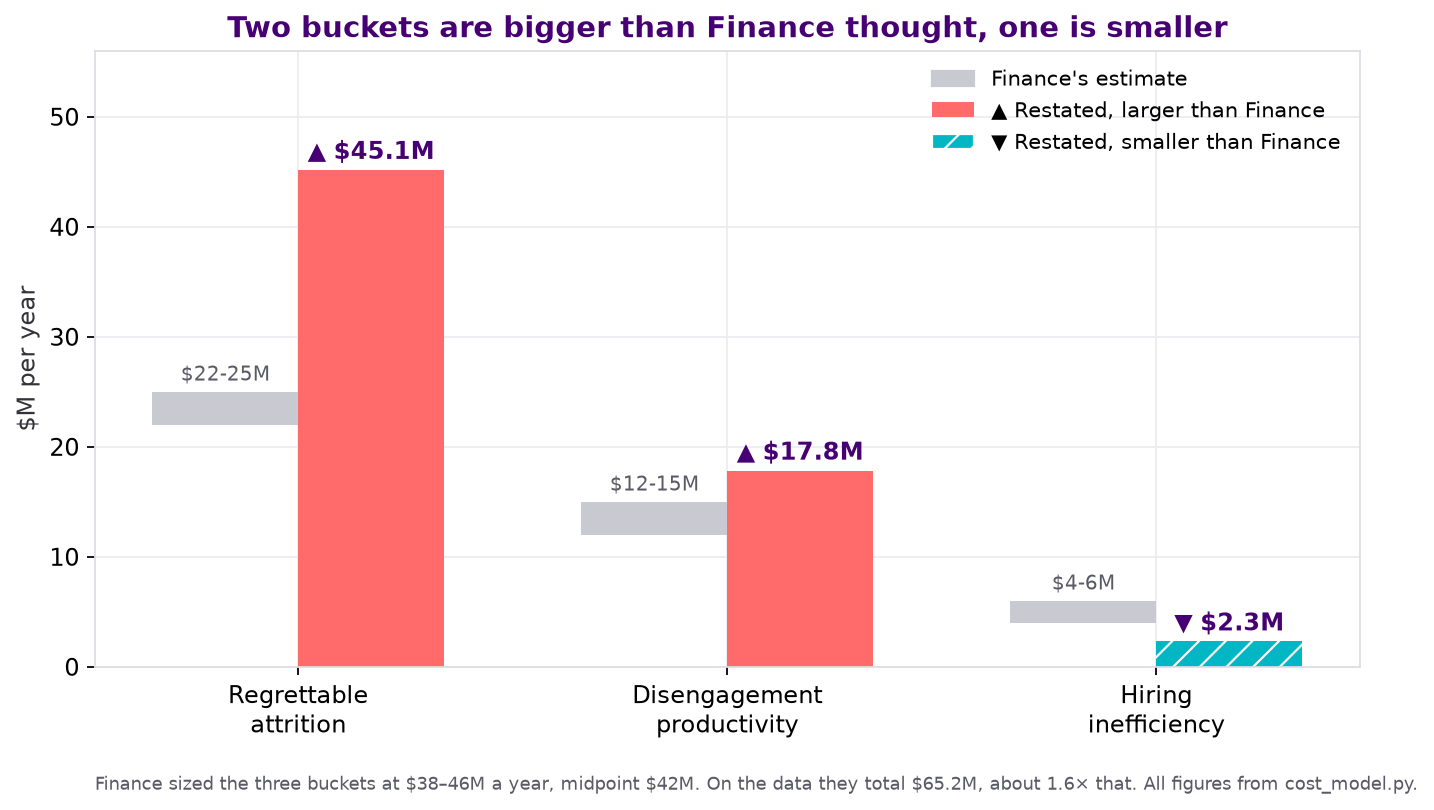 Two buckets are bigger than Finance thought, one is smaller
Finance's estimate
▲ Restated, larger than Finance
▼ Restated, smaller than Finance
$M per year
50
40
30
20
10
0
$22-25M
▲ $45.1M
$12-15M
▲ $17.8M
$4-6M
▼ $2.3M
Regrettable
attrition
Disengagement
productivity
Hiring
inefficiency
Finance sized the three buckets at $38–46M a year, midpoint $42M. On the data they total $65.2M, about 1.6× that. All figures from cost_model.py.